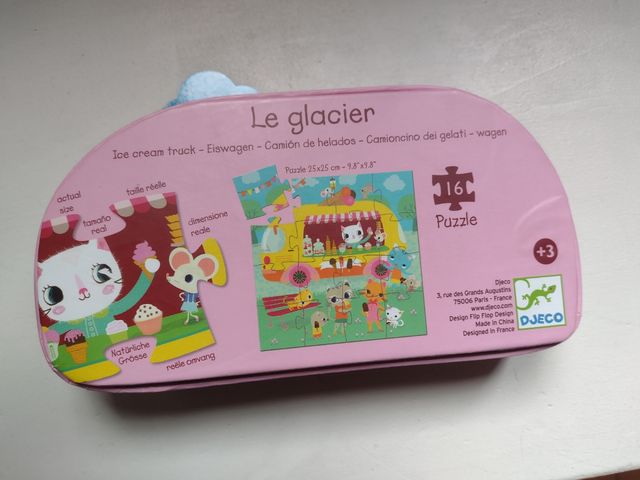 Le glacier
Ice cream truck - Eiswagen - Camión de helados - Camioncino dei gelati - wagen
Puzzle 25x25 cm - 9.8"x9.8"
actual
size
taille réelle
tamaño
real
dimensione
reale
Natürliche
Grösse
reële omvang
16
Puzzle
+3
Djeco
3, rue des Grands Augustins
75006 Paris - France
www.djeco.com
Design Flip Flop Design
Made in China
Designed in France
DJECO